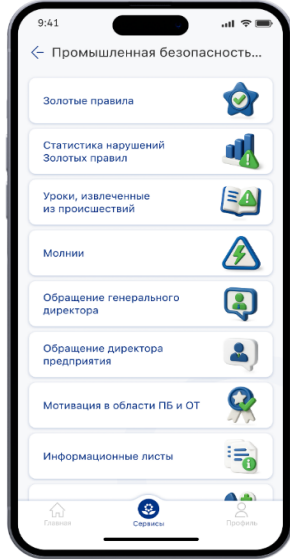 9:41
Промышленная безопасность...
Золотые правила
Статистика нарушений
Золотых правил
Уроки, извлеченные
из происшествий
Молнии
Обращение генерального
директора
Обращение директора
предприятия
Мотивация в области ПБ и ОТ
Информационные листы
Главная
Сервисы
Профиль